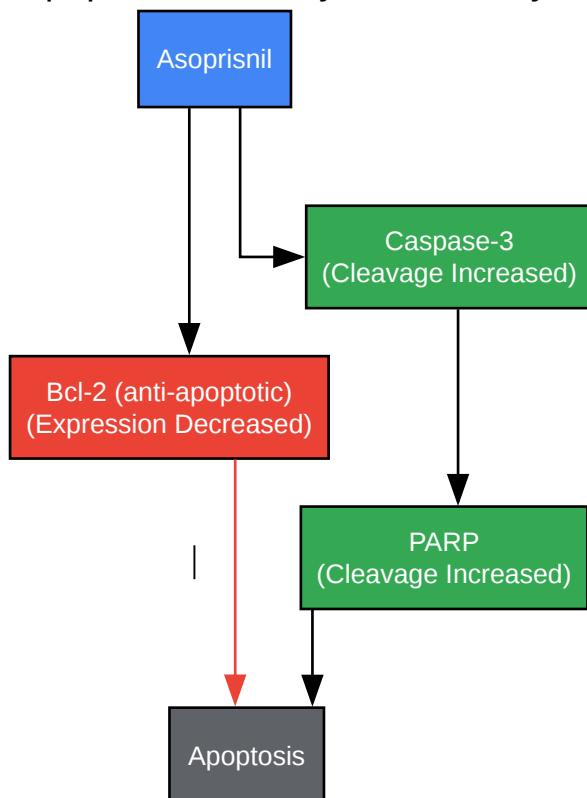 Asoprisnil
Caspase-3
(Cleavage Increased)
Bcl-2 (anti-apoptotic)
(Expression Decreased)
PARP
(Cleavage Increased)
|
Apoptosis